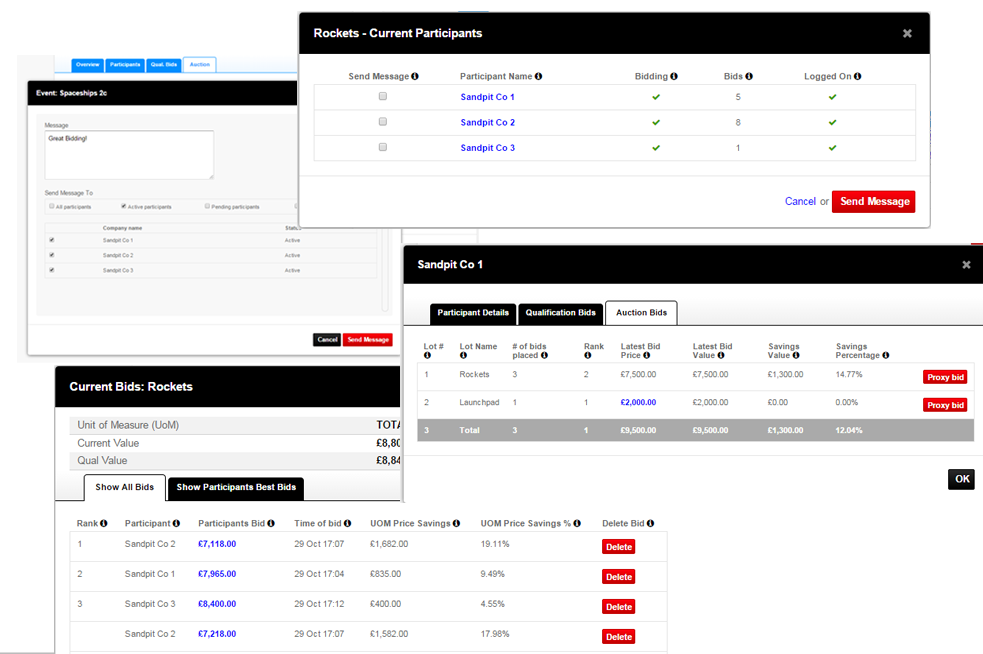 Rockets - Current Participants
Send Message Participant Name Bidding Bids Logged On
Sandpit Co 1 5
Sandpit Co 2 8
Sandpit Co 3 1
Cancel or Send Message
Overview Participants Qual. Bids Auction
Event: Spaceships 2c
Message
Great Bidding!
Send Message To
All participants Active participants Pending participants
Company name
Sandpit Co 1 Active
Sandpit Co 2 Active
Sandpit Co 3 Active
Cancel Send Message
Sandpit Co 1
Participant Details Qualification Bids Auction Bids
Lot # Lot Name # of bids placed Rank Latest Bid Price Latest Bid Value Savings Value Savings Percentage
1 Rockets 3 2 £7,500.00 £7,500.00 £1,300.00 14.77% Proxy bid
2 Launchpad 1 1 £2,000.00 £2,000.00 £0.00 0.00% Proxy bid
3 Total 3 1 £9,500.00 £9,500.00 £1,300.00 12.04%
OK
Current Bids: Rockets
Unit of Measure (UoM) TOTA
Current Value £8,80
Qual Value £8,84
Show All Bids Show Participants Best Bids
Rank Participant Participants Bid Time of bid UOM Price Savings UOM Price Savings % Delete Bid
1 Sandpit Co 2 £7,118.00 29 Oct 17:07 £1,682.00 19.11% Delete
2 Sandpit Co 1 £7,965.00 29 Oct 17:04 £835.00 9.49% Delete
3 Sandpit Co 3 £8,400.00 29 Oct 17:12 £400.00 4.55% Delete
Sandpit Co 2 £7,218.00 29 Oct 17:07 £1,582.00 17.98% Delete